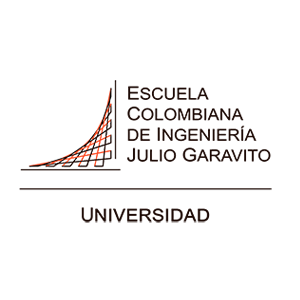 ESCUELA
COLOMBIANA
DE INGENIERÍA
JULIO GARAVITO
UNIVERSIDAD